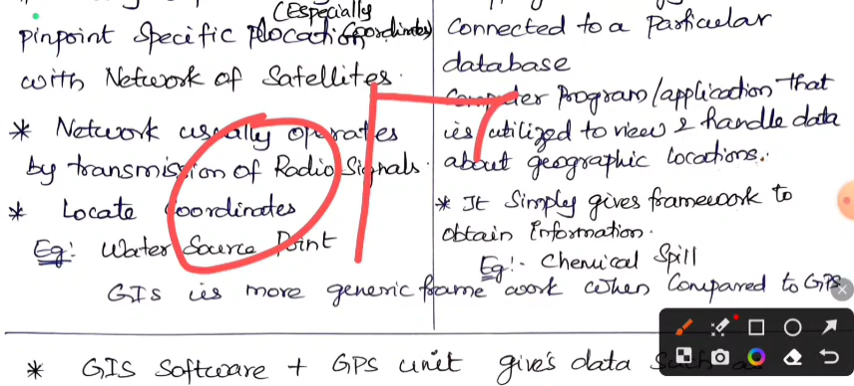 (Especially
pinpoint Specific location Coordinates)
with Network of Satellites.
* Network usually operates
by transmission of Radio Signals.
* Locate Coordinates
Eg: Water Source Point
connected to a particular
database
Computer Program/application that
is utilized to view & handle data
about geographic locations.
* It Simply gives framework to
obtain Information.
Eg:- Chemical Spill
GIS is more generic frame work when Compared to GPS
* GIS Software + GPS unit give's data